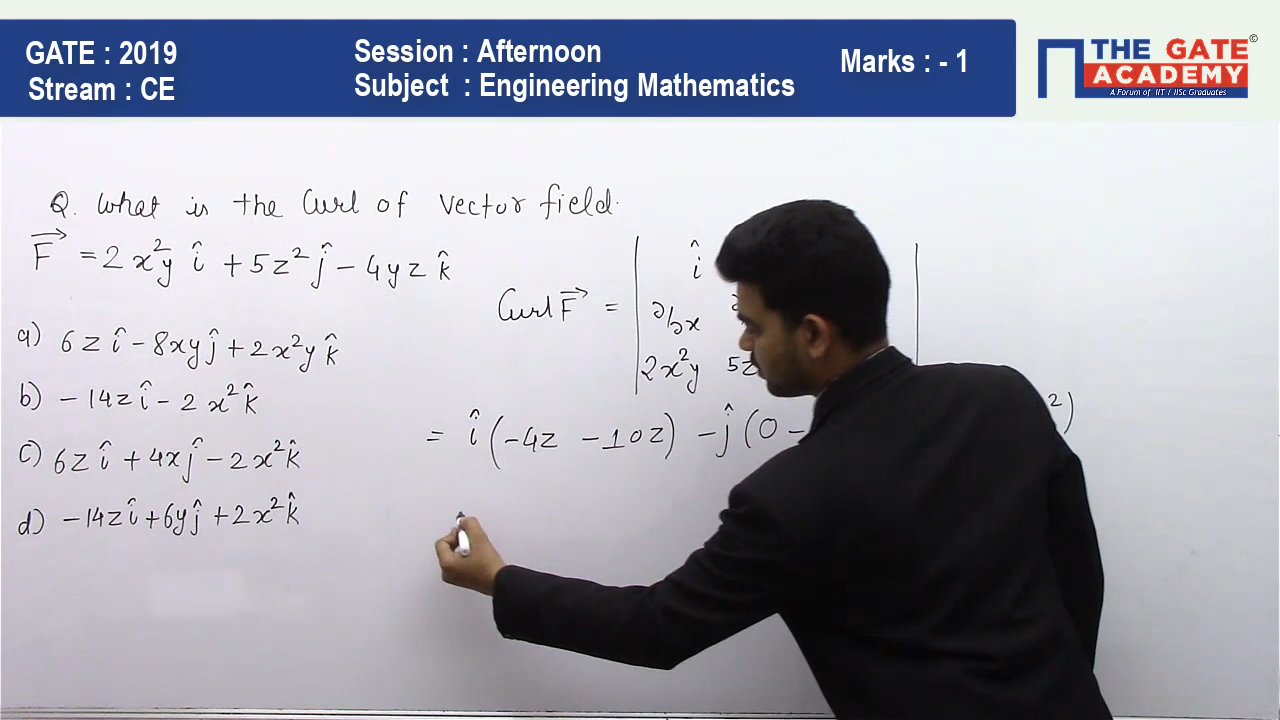 GATE : 2019
Stream : CE
Session : Afternoon
Subject : Engineering Mathematics
Marks : - 1
THE GATE ACADEMY
©
A Forum of IIT / IISc Graduates
Q. What is the Curl of vector field.
F⃗ = 2x²y î + 5z² ĵ - 4yz k̂
a) 6z î - 8xy ĵ + 2x²y k̂
b) -14z î - 2x² k̂
c) 6z î + 4x ĵ - 2x² k̂
d) -14z î + 6y ĵ + 2x² k̂
Curl F⃗ =
î
∂/∂x
2x²y 5z
= î (-4z - 10z) - ĵ (0 -
²)